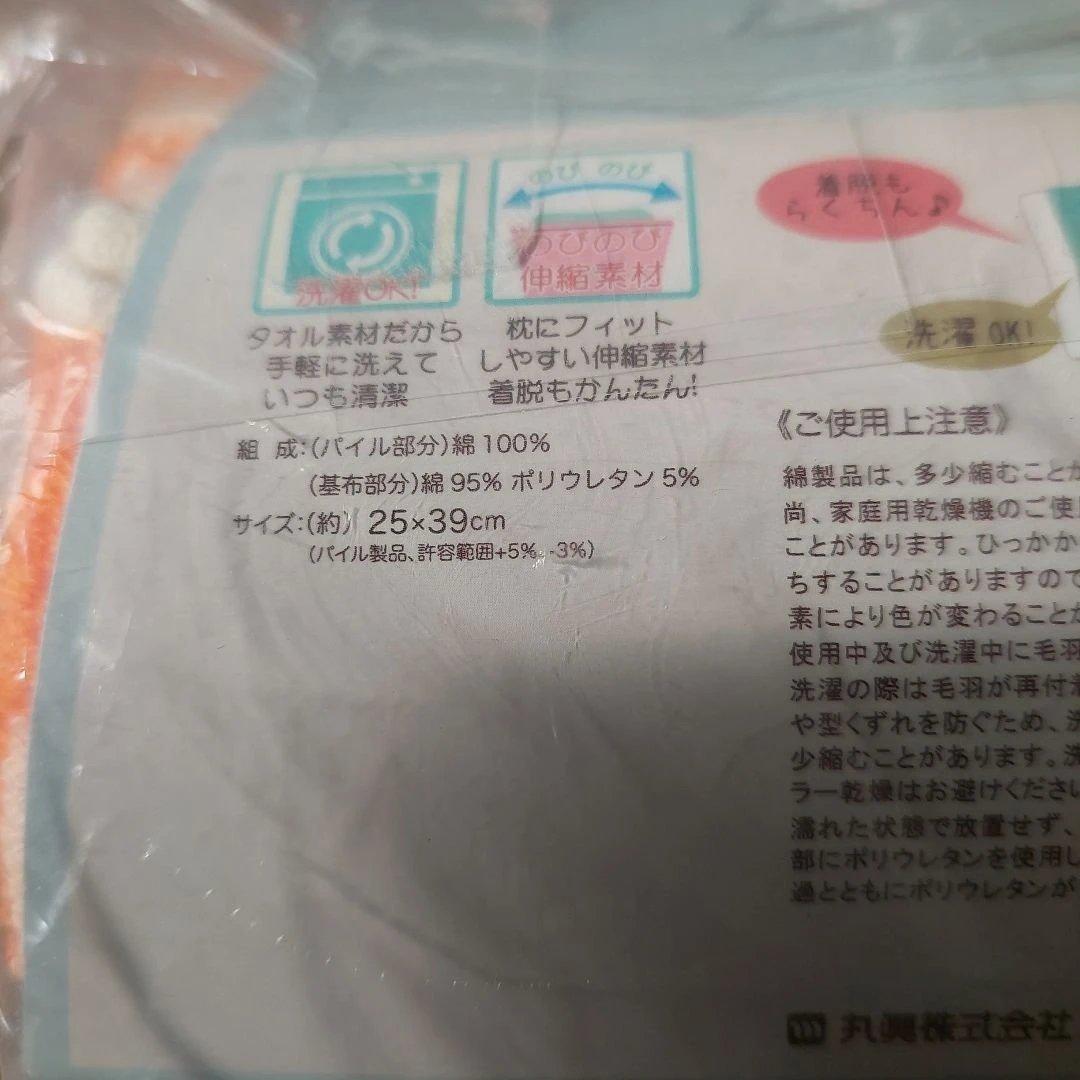 洗濯OK!
のび のび
のびのび
伸縮素材
タオル素材だから
手軽に洗えて
いつも清潔
枕にフィット
しやすい伸縮素材
着脱もかんたん!
組 成:(パイル部分)綿100%
(基布部分)綿95% ポリウレタン5%
サイズ:(約) 25×39cm
(パイル製品、許容範囲+5%、-3%)
着脱も
らくちん♪
洗濯OK!
《ご使用上注意》
綿製品は、多少縮むことが
尚、家庭用乾燥機のご使
ことがあります。ひっかか
ちすることがありますので
素により色が変わることが
使用中及び洗濯中に毛羽
洗濯の際は毛羽が再付着
や型くずれを防ぐため、洗
少縮むことがあります。洗
ラー乾燥はお避けください
濡れた状態で放置せず、
部にポリウレタンを使用し
過とともにポリウレタンが
丸眞株式会社